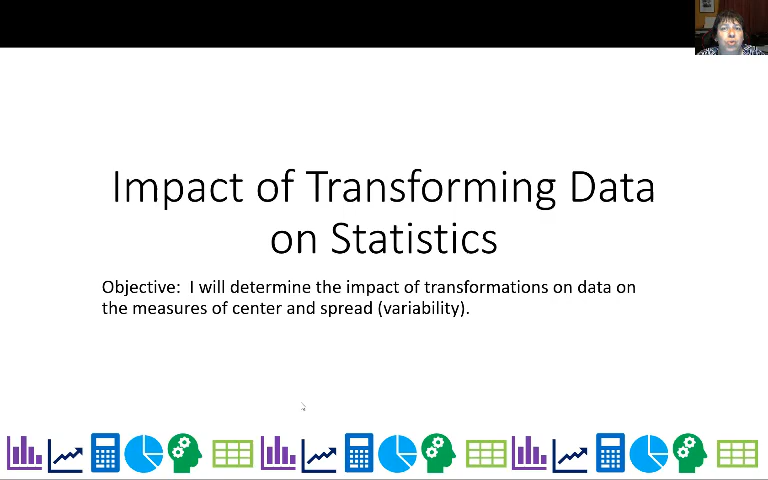 Impact of Transforming Data
on Statistics
Objective:  I will determine the impact of transformations on data on
the measures of center and spread (variability).